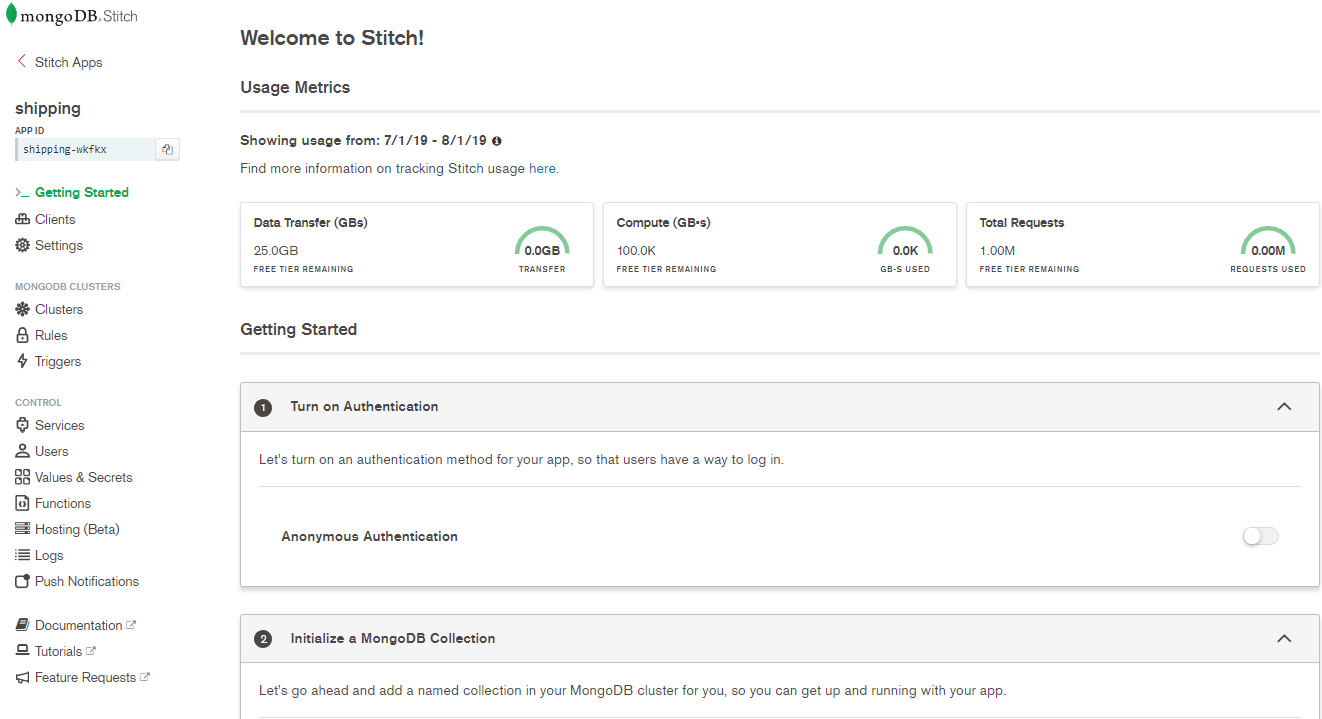 mongoDB. Stitch
Stitch Apps
shipping
APP ID
shipping-wkfkx
Getting Started
Clients
Settings
MONGODB CLUSTERS
Clusters
Rules
Triggers
CONTROL
Services
Users
Values & Secrets
Functions
Hosting (Beta)
Logs
Push Notifications
Documentation
Tutorials
Feature Requests
Welcome to Stitch!
Usage Metrics
Showing usage from: 7/1/19 - 8/1/19
Find more information on tracking Stitch usage here.
Data Transfer (GBs)
25.0GB
FREE TIER REMAINING
0.0GB
TRANSFER
Compute (GB•s)
100.0K
FREE TIER REMAINING
0.0K
GB-S USED
Total Requests
1.00M
FREE TIER REMAINING
0.00M
REQUESTS USED
Getting Started
1 Turn on Authentication
Let's turn on an authentication method for your app, so that users have a way to log in.
Anonymous Authentication
2 Initialize a MongoDB Collection
Let's go ahead and add a named collection in your MongoDB cluster for you, so you can get up and running with your app.